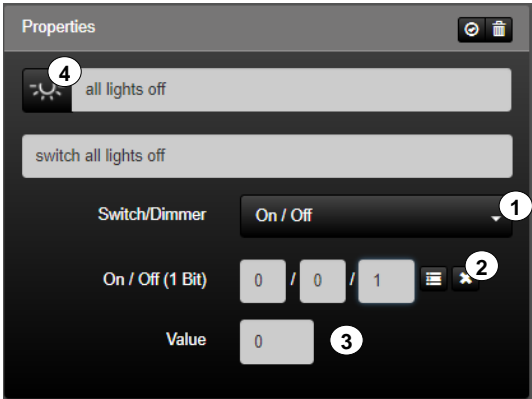 Properties
4
all lights off
switch all lights off
Switch/Dimmer On / Off 1
On / Off (1 Bit) 0 / 0 / 1 2
Value 0 3